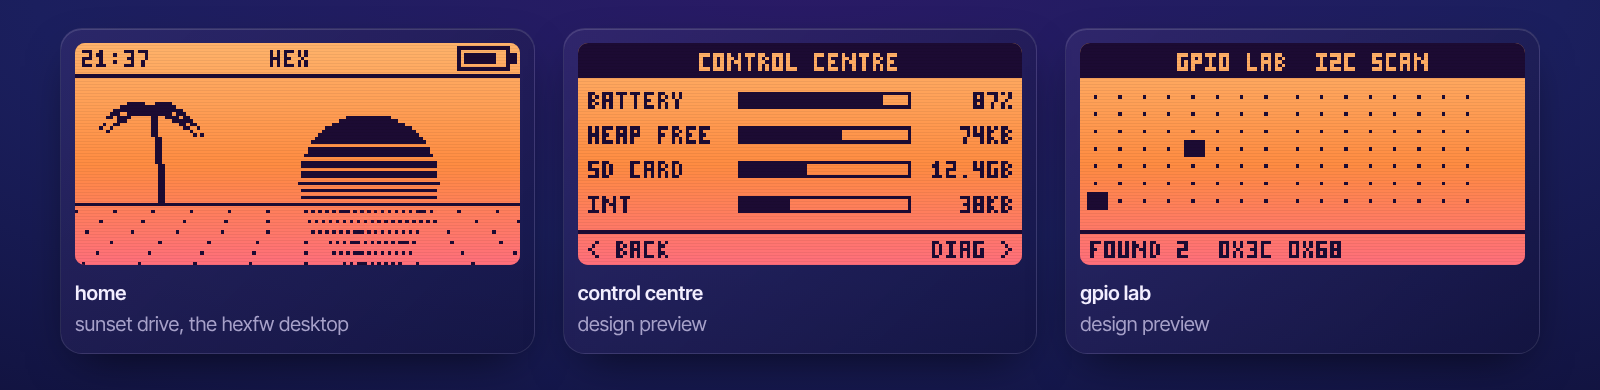 21:37 HEX
home
sunset drive, the hexfw desktop
CONTROL CENTRE
BATTERY 87%
HEAP FREE 74KB
SD CARD 12.4GB
INT 38KB
< BACK DIAG >
control centre
design preview
GPIO LAB I2C SCAN
FOUND 2 0X3C 0X68
gpio lab
design preview